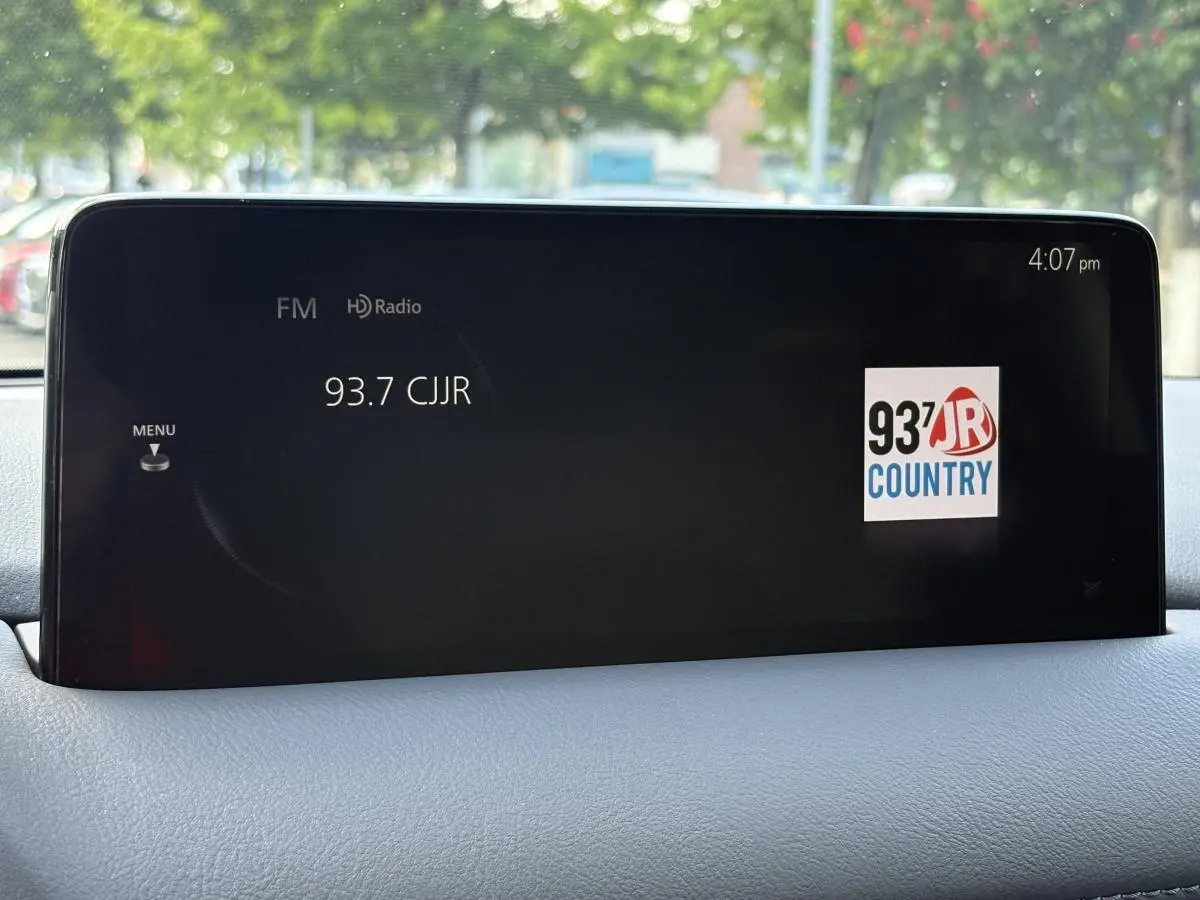 4:07 pm
FM HD Radio
93.7 CJJR
MENU
937 JR
COUNTRY